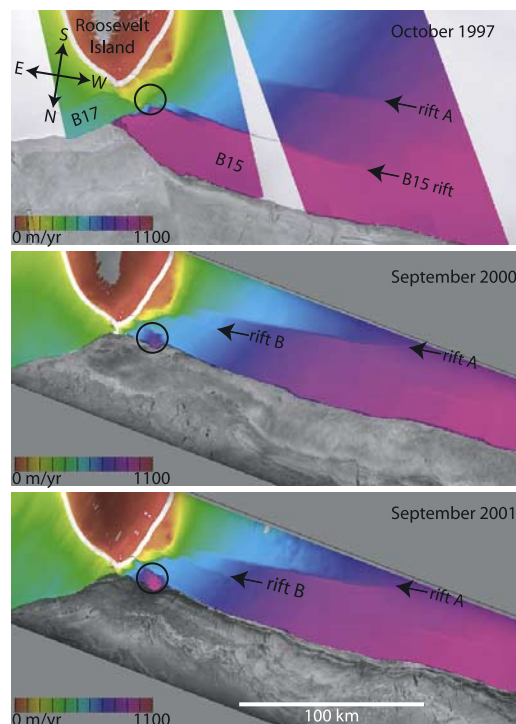 Roosevelt
Island
October 1997
S
E
W
N
B17
rift A
B15
B15 rift
0 m/yr
1100
September 2000
rift B
rift A
0 m/yr
1100
September 2001
rift B
rift A
0 m/yr
1100
100 km